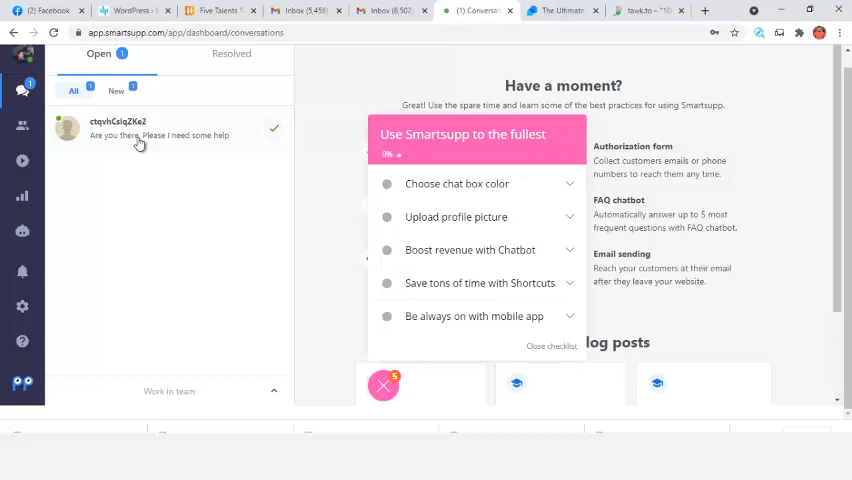 (2) Facebook
WordPress
Five Talents T
Inbox (5,458
Inbox (8,502)
(1) Conversat
The Ultimate
tawk.to – "10
app.smartsupp.com/app/dashboard/conversations
Open 1
Resolved
All 1
New 1
1
ctqvhCsIqZKe2
Are you there, Please I need some help
Work in team
Have a moment?
Great! Use the spare time and learn some of the best practices for using Smartsupp.
Use Smartsupp to the fullest
0%
Choose chat box color
Upload profile picture
Boost revenue with Chatbot
Save tons of time with Shortcuts
Be always on with mobile app
Close checklist
5
Authorization form
Collect customers emails or phone
numbers to reach them any time.
FAQ chatbot
Automatically answer up to 5 most
frequent questions with FAQ chatbot.
Email sending
Reach your customers at their email
after they leave your website.
log posts